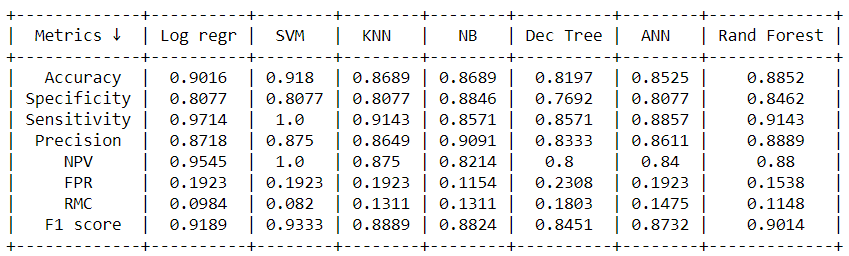 +-------------+----------+--------+--------+--------+----------+--------+-------------+
| Metrics ↓ | Log regr | SVM | KNN | NB | Dec Tree | ANN | Rand Forest |
+-------------+----------+--------+--------+--------+----------+--------+-------------+
| Accuracy | 0.9016 | 0.918 | 0.8689 | 0.8689 | 0.8197 | 0.8525 | 0.8852 |
| Specificity | 0.8077 | 0.8077 | 0.8077 | 0.8846 | 0.7692 | 0.8077 | 0.8462 |
| Sensitivity | 0.9714 | 1.0 | 0.9143 | 0.8571 | 0.8571 | 0.8857 | 0.9143 |
| Precision | 0.8718 | 0.875 | 0.8649 | 0.9091 | 0.8333 | 0.8611 | 0.8889 |
| NPV | 0.9545 | 1.0 | 0.875 | 0.8214 | 0.8 | 0.84 | 0.88 |
| FPR | 0.1923 | 0.1923 | 0.1923 | 0.1154 | 0.2308 | 0.1923 | 0.1538 |
| RMC | 0.0984 | 0.082 | 0.1311 | 0.1311 | 0.1803 | 0.1475 | 0.1148 |
| F1 score | 0.9189 | 0.9333 | 0.8889 | 0.8824 | 0.8451 | 0.8732 | 0.9014 |
+-------------+----------+--------+--------+--------+----------+--------+-------------+